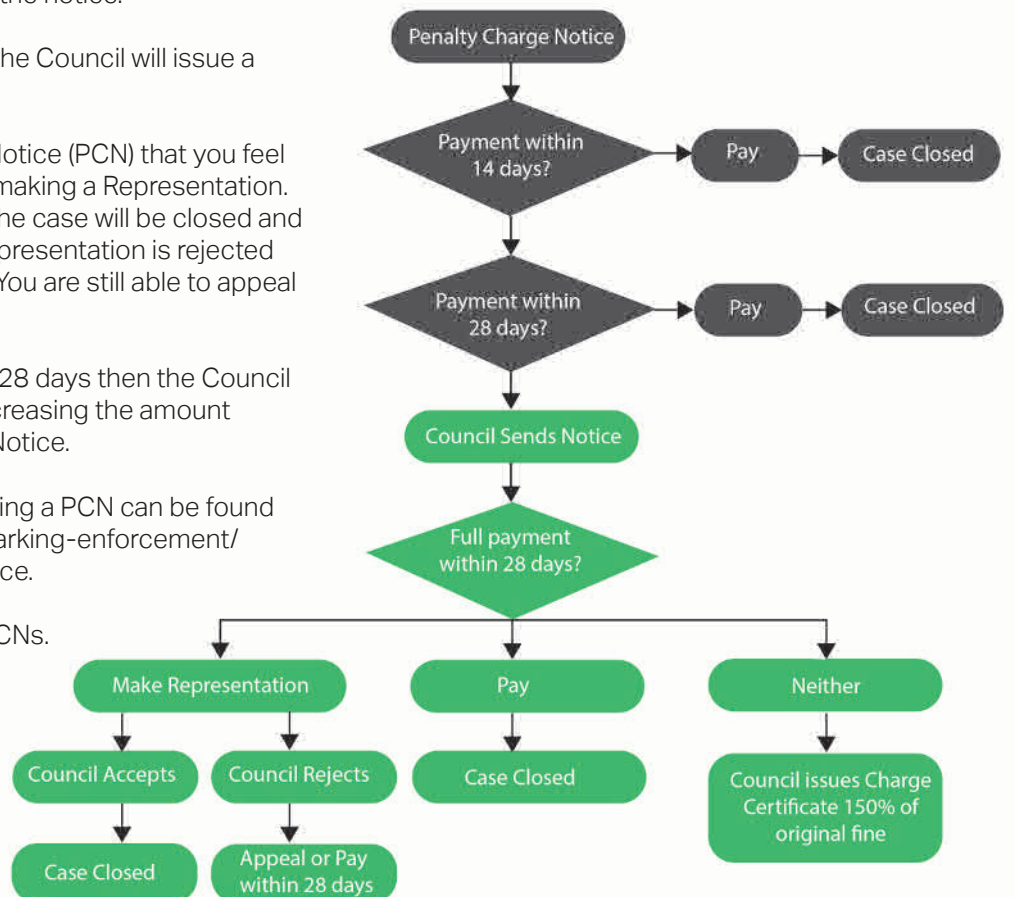 the notice.
he Council will issue a
otice (PCN) that you feel
making a Representation.
he case will be closed and
presentation is rejected
You are still able to appeal
28 days then the Council
creasing the amount
Notice.
ing a PCN can be found
arking-enforcement/
ce.
CNs.
Penalty Charge Notice
Payment within
14 days?
Pay
Case Closed
Payment within
28 days?
Pay
Case Closed
Council Sends Notice
Full payment
within 28 days?
Make Representation
Pay
Neither
Council Accepts
Council Rejects
Case Closed
Council issues Charge
Certificate 150% of
original fine
Case Closed
Appeal or Pay
within 28 days